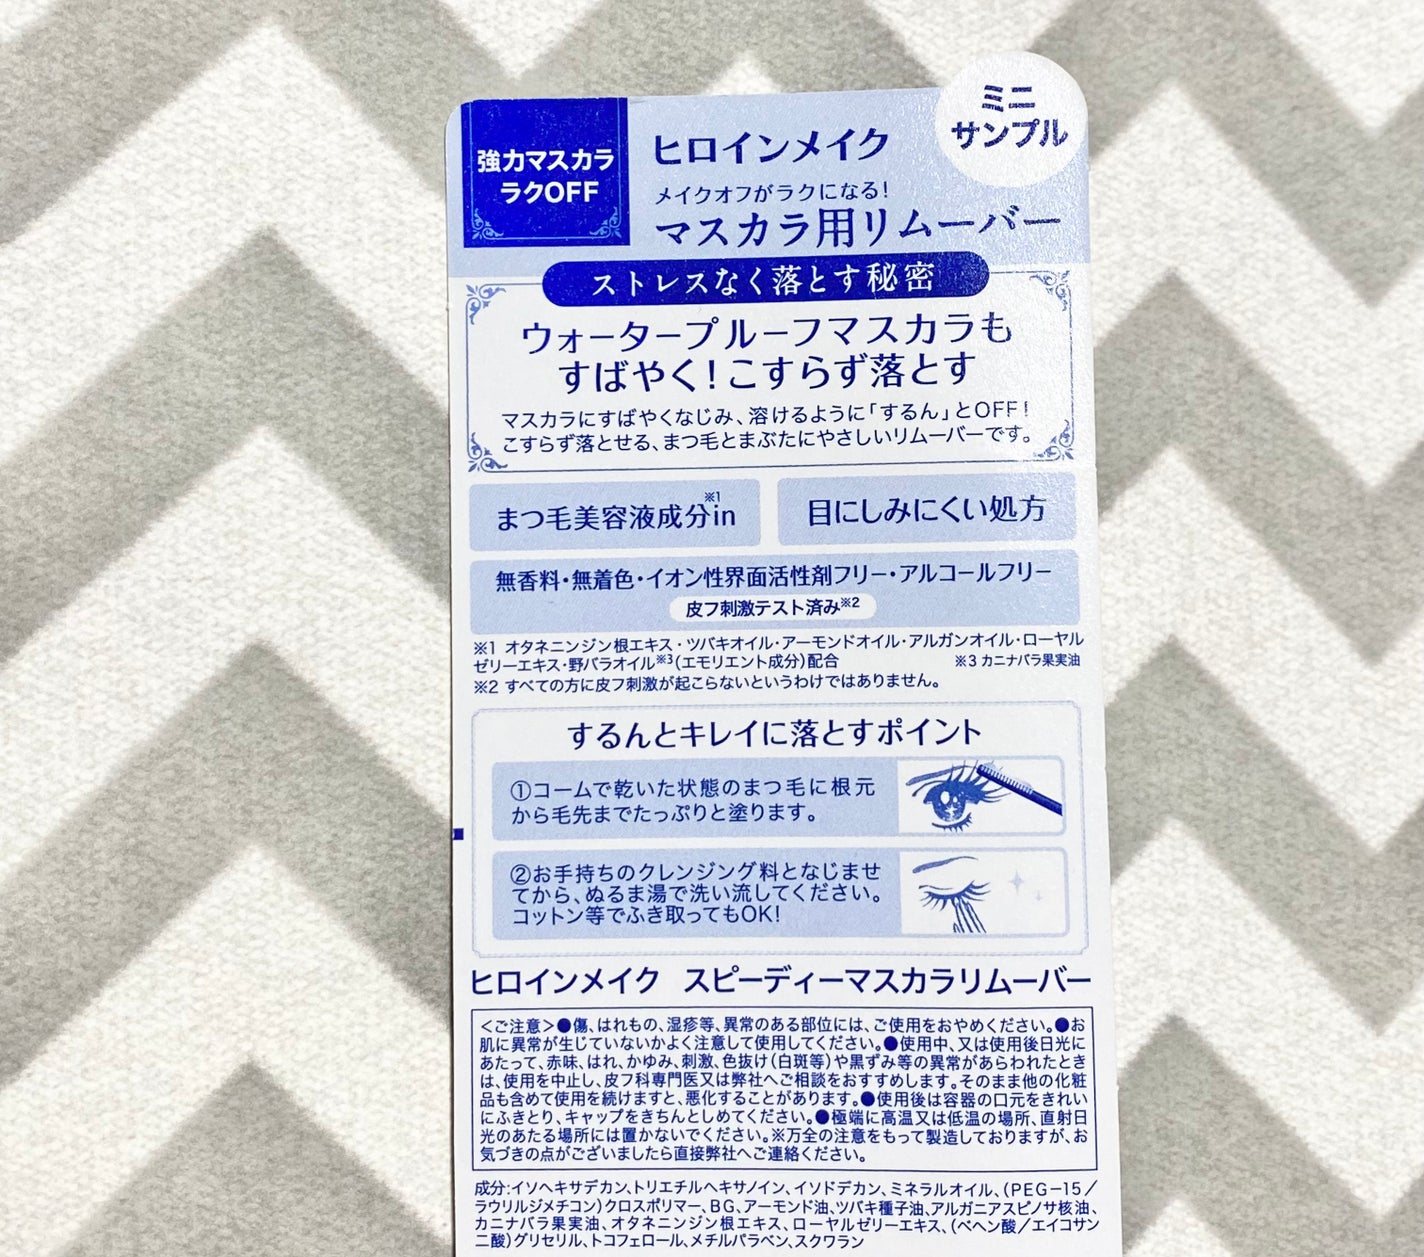 ミニ
サンプル
強力マスカラ
ラクOFF
ヒロインメイク
メイクオフがラクになる!
マスカラ用リムーバー
ストレスなく落とす秘密
ウォータープルーフマスカラも
すばやく!こすらず落とす
マスカラにすばやくなじみ、溶けるように「するん」とOFF!
こすらず落とせる、まつ毛とまぶたにやさしいリムーバーです。
まつ毛美容液成分※1in
目にしみにくい処方
無香料・無着色・イオン性界面活性剤フリー・アルコールフリー
皮フ刺激テスト済み※2
※1 オタネニンジン根エキス・ツバキオイル・アーモンドオイル・アルガンオイル・ローヤル
ゼリーエキス・野バラオイル※3(エモリエント成分)配合 ※3 カニナバラ果実油
※2 すべての方に皮フ刺激が起こらないというわけではありません。
するんとキレイに落とすポイント
①コームで乾いた状態のまつ毛に根元
から毛先までたっぷりと塗ります。
②お手持ちのクレンジング料となじませ
てから、ぬるま湯で洗い流してください。
コットン等でふき取ってもOK!
ヒロインメイク スピーディーマスカラリムーバー
<ご注意>●傷、はれもの、湿疹等、異常のある部位には、ご使用をおやめください。●お
肌に異常が生じていないかよく注意して使用してください。●使用中、又は使用後日光に
あたって、赤味、はれ、かゆみ、刺激、色抜け(白斑等)や黒ずみ等の異常があらわれたとき
は、使用を中止し、皮フ科専門医又は弊社へご相談をおすすめします。そのまま他の化粧
品も含めて使用を続けますと、悪化することがあります。●使用後は容器の口元をきれい
にふきとり、キャップをきちんとしめてください。●極端に高温又は低温の場所、直射日
光のあたる場所には置かないでください。※万全の注意をもって製造しておりますが、お
気づきの点がございましたら直接弊社へご連絡ください。
成分:イソヘキサデカン、トリエチルヘキサノイン、イソドデカン、ミネラルオイル、(PEG-15/
ラウリルジメチコン)クロスポリマー、BG、アーモンド油、ツバキ種子油、アルガニアスピノサ核油、
カニナバラ果実油、オタネニンジン根エキス、ローヤルゼリーエキス、(ベヘン酸/エイコサン
二酸)グリセリル、トコフェロール、メチルパラベン、スクワラン